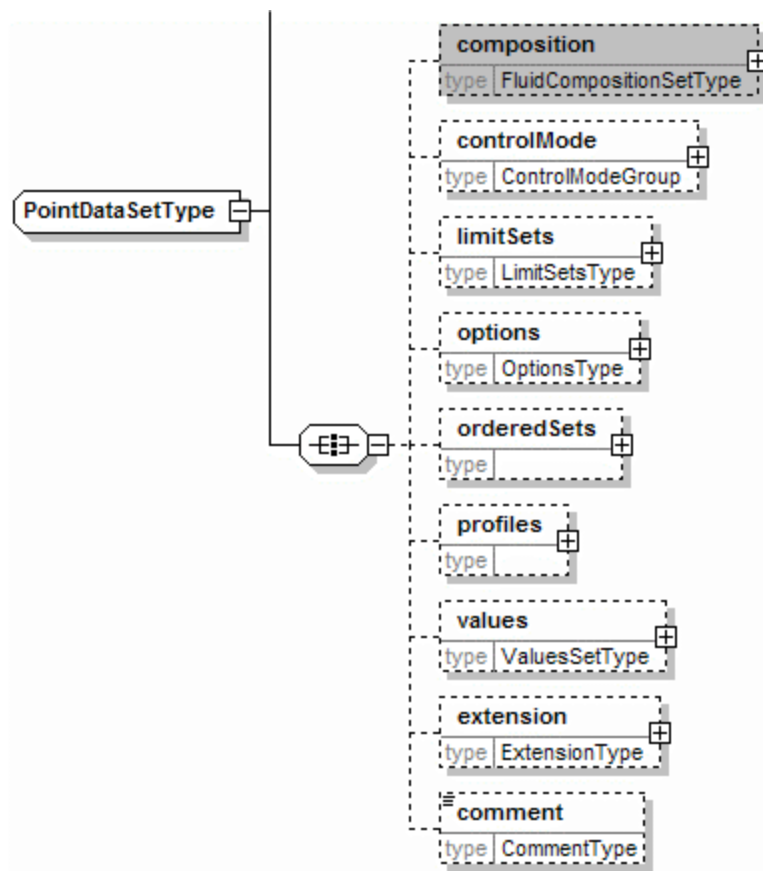 composition
type FluidCompositionSetType
controlMode
type ControlModeGroup
PointDataSetType
limitSets
type LimitSetsType
options
type OptionsType
orderedSets
type
profiles
type
values
type ValuesSetType
extension
type ExtensionType
comment
type CommentType